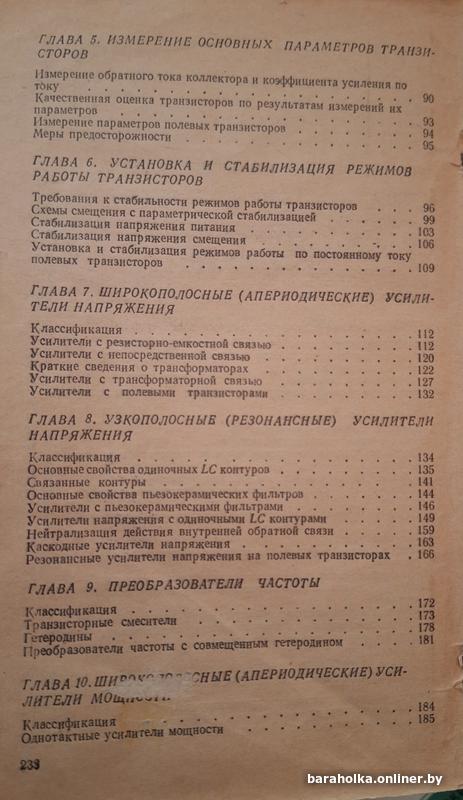 ГЛАВА 5. ИЗМЕРЕНИЕ ОСНОВНЫХ ПАРАМЕТРОВ ТРАНЗИ-
СТОРОВ
Измерение обратного тока коллектора и коэффициента усиления по
току . . . . . . . . . . . . . . . 90
Качественная оценка транзисторов по результатам измерений их
параметров . . . . . . . . . . . . . 93
Измерение параметров полевых транзисторов . . . . . 94
Меры предосторожности . . . . . . . . . . 95
ГЛАВА 6. УСТАНОВКА И СТАБИЛИЗАЦИЯ РЕЖИМОВ
РАБОТЫ ТРАНЗИСТОРОВ
Требования к стабильности режимов работы транзисторов . . . 96
Схемы смещения с параметрической стабилизацией . . . . . 99
Стабилизация напряжения питания . . . . . . . . 103
Стабилизация напряжения смещения . . . . . . . . 106
Установка и стабилизация режимов работы по постоянному току
полевых транзисторов . . . . . . . . . . 109
ГЛАВА 7. ШИРОКОПОЛОСНЫЕ (АПЕРИОДИЧЕСКИЕ) УСИЛИ-
ТЕЛИ НАПРЯЖЕНИЯ
Классификация . . . . . . . . . . . . . 112
Усилители с резисторно-емкостной связью . . . . . . 112
Усилители с непосредственной связью . . . . . . . 120
Краткие сведения о трансформаторах . . . . . . . 122
Усилители с трансформаторной связью . . . . . . . 127
Усилители с полевыми транзисторами . . . . . . . 132
ГЛАВА 8. УЗКОПОЛОСНЫЕ (РЕЗОНАНСНЫЕ) УСИЛИТЕЛИ
НАПРЯЖЕНИЯ
Классификация . . . . . . . . . . . . . 134
Основные свойства одиночных LC контуров . . . . . . 135
Связанные контуры . . . . . . . . . . . . 141
Основные свойства пьезокерамических фильтров . . . . . 144
Усилители с пьезокерамическими фильтрами . . . . . . 146
Усилители напряжения с одиночными LC контурами . . . . 149
Нейтрализация действия внутренней обратной связи . . . . 159
Каскодные усилители напряжения . . . . . . . . 163
Резонансные усилители напряжения на полевых транзисторах . 166
ГЛАВА 9. ПРЕОБРАЗОВАТЕЛИ ЧАСТОТЫ
Классификация . . . . . . . . . . . . . 172
Транзисторные смесители . . . . . . . . . . 173
Гетеродины . . . . . . . . . . . . . . 178
Преобразователи частоты с совмещенным гетеродином . . . 181
ГЛАВА 10. ШИРОКОПОЛОСНЫЕ (АПЕРИОДИЧЕСКИЕ) УСИ-
ЛИТЕЛИ МОЩНОСТИ
Классификация . . . . . . . . . . . . . 184
Однотактные усилители мощности . . . . . . . . 185
238
baraholka.onliner.by